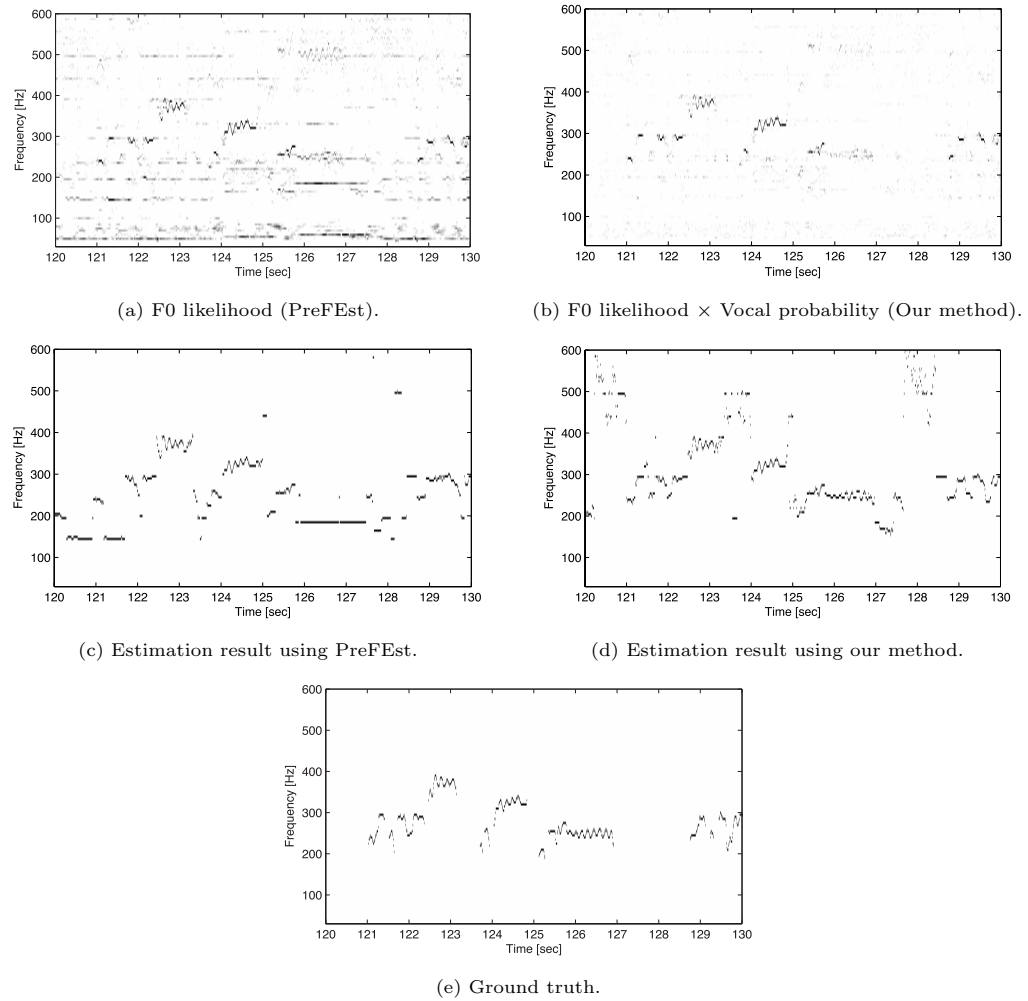 600
500
400
300
200
100
Frequency [Hz]
120 121 122 123 124 125 126 127 128 129 130
Time [sec]
(a) F0 likelihood (PreFEst).
600
500
400
300
200
100
Frequency [Hz]
120 121 122 123 124 125 126 127 128 129 130
Time [sec]
(b) F0 likelihood × Vocal probability (Our method).
600
500
400
300
200
100
Frequency [Hz]
120 121 122 123 124 125 126 127 128 129 130
Time [sec]
(c) Estimation result using PreFEst.
600
500
400
300
200
100
Frequency [Hz]
120 121 122 123 124 125 126 127 128 129 130
Time [sec]
(d) Estimation result using our method.
600
500
400
300
200
100
Frequency [Hz]
120 121 122 123 124 125 126 127 128 129 130
Time [sec]
(e) Ground truth.